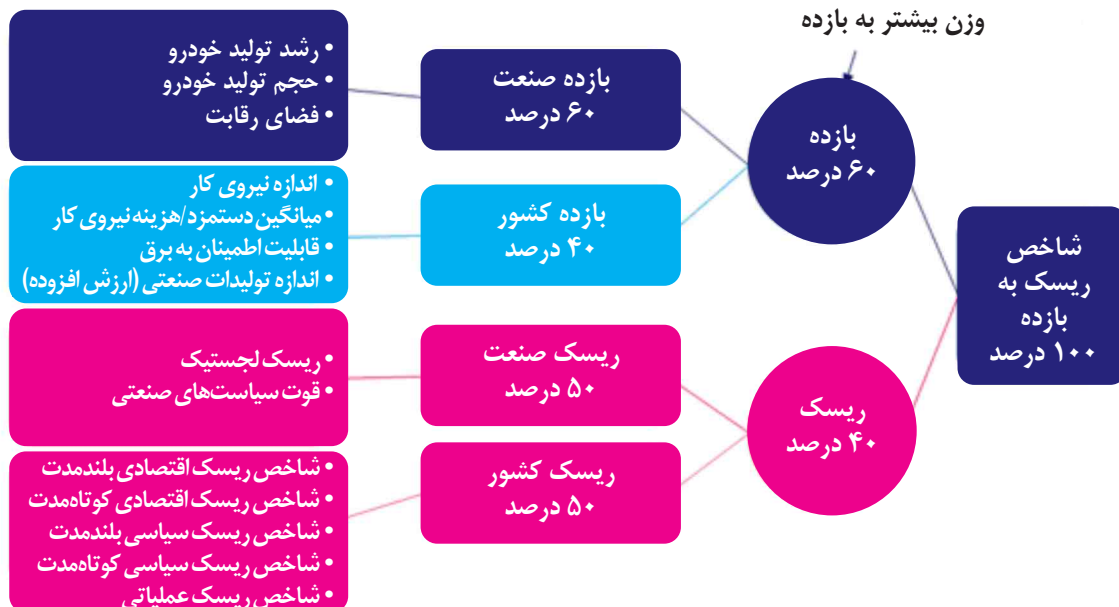 وزن بیشتر به بازده
شاخص
ریسک به
بازده
۱۰۰ درصد
بازده
۶۰ درصد
بازده صنعت
۶۰ درصد
• رشد تولید خودرو
• حجم تولید خودرو
• فضای رقابت
بازده کشور
۴۰ درصد
• اندازه نیروی کار
• میانگین دستمزد/هزینه نیروی کار
• قابلیت اطمینان به برق
• اندازه تولیدات صنعتی (ارزش افزوده)
ریسک
۴۰ درصد
ریسک صنعت
۵۰ درصد
• ریسک لجستیک
• قوت سیاست‌های صنعتی
ریسک کشور
۵۰ درصد
• شاخص ریسک اقتصادی بلندمدت
• شاخص ریسک اقتصادی کوتاه‌مدت
• شاخص ریسک سیاسی بلندمدت
• شاخص ریسک سیاسی کوتاه‌مدت
• شاخص ریسک عملیاتی